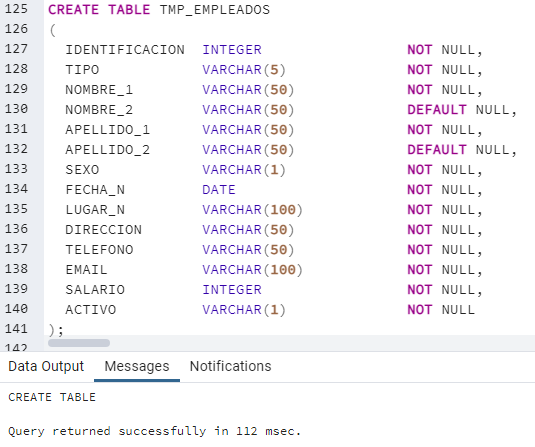 125 CREATE TABLE TMP_EMPLEADOS
126 (
127 IDENTIFICACION INTEGER NOT NULL,
128 TIPO VARCHAR(5) NOT NULL,
129 NOMBRE_1 VARCHAR(50) NOT NULL,
130 NOMBRE_2 VARCHAR(50) DEFAULT NULL,
131 APELLIDO_1 VARCHAR(50) NOT NULL,
132 APELLIDO_2 VARCHAR(50) DEFAULT NULL,
133 SEXO VARCHAR(1) NOT NULL,
134 FECHA_N DATE NOT NULL,
135 LUGAR_N VARCHAR(100) NOT NULL,
136 DIRECCION VARCHAR(50) NOT NULL,
137 TELEFONO VARCHAR(50) NOT NULL,
138 EMAIL VARCHAR(100) NOT NULL,
139 SALARIO INTEGER NOT NULL,
140 ACTIVO VARCHAR(1) NOT NULL
141 );
142
Data Output Messages Notifications
CREATE TABLE
Query returned successfully in 112 msec.